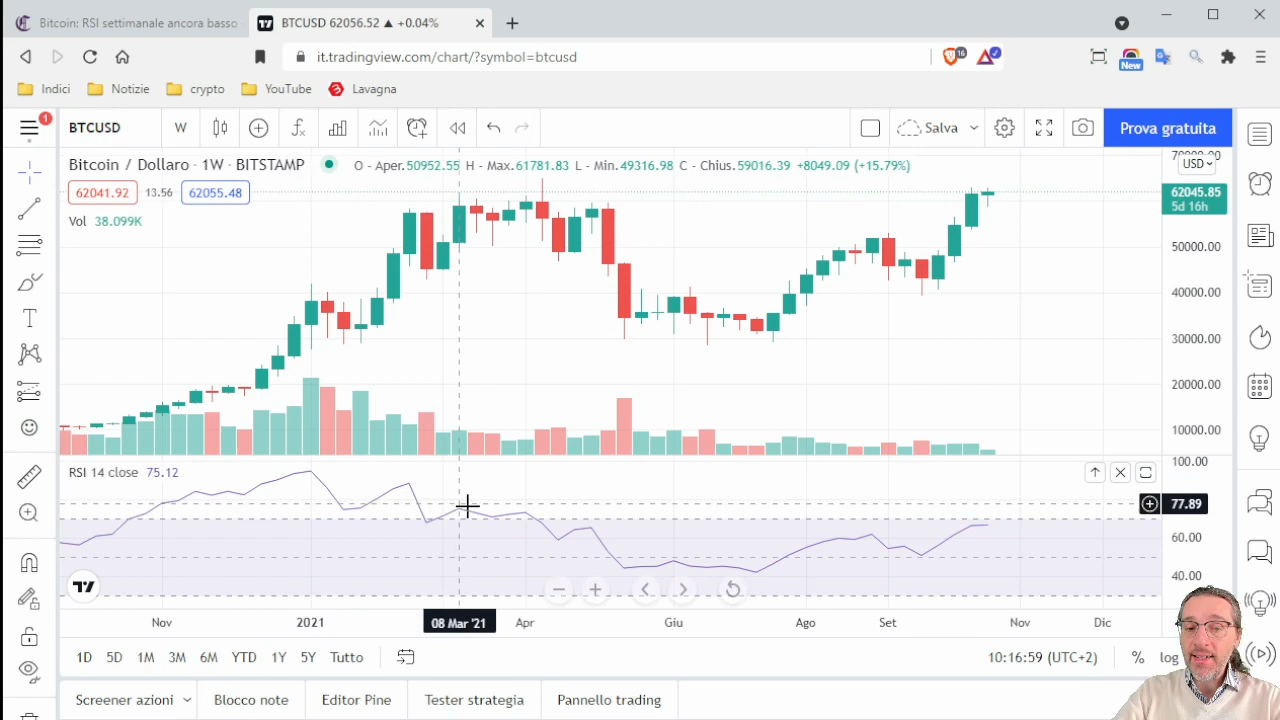 Bitcoin: RSI settimanale ancora basso
BTCUSD 62056.52 ▲ +0.04%
it.tradingview.com/chart/?symbol=btcusd
16
New
Indici
Notizie
crypto
YouTube
Lavagna
1
BTCUSD
W
Salva
Prova gratuita
Bitcoin / Dollaro · 1W · BITSTAMP
O - Aper.50952.55 H - Max.61781.83 L - Min.49316.98 C - Chius.59016.39 +8049.09 (+15.79%)
62041.92 13.56 62055.48
Vol 38.099K
70000.00
USD
62045.85
5d 16h
50000.00
40000.00
30000.00
20000.00
10000.00
RSI 14 close 75.12
100.00
77.89
60.00
40.00
Nov
2021
08 Mar '21
Apr
Giu
Ago
Set
Nov
Dic
1D 5D 1M 3M 6M YTD 1Y 5Y Tutto
10:16:59 (UTC+2)
% log
Screener azioni
Blocco note
Editor Pine
Tester strategia
Pannello trading